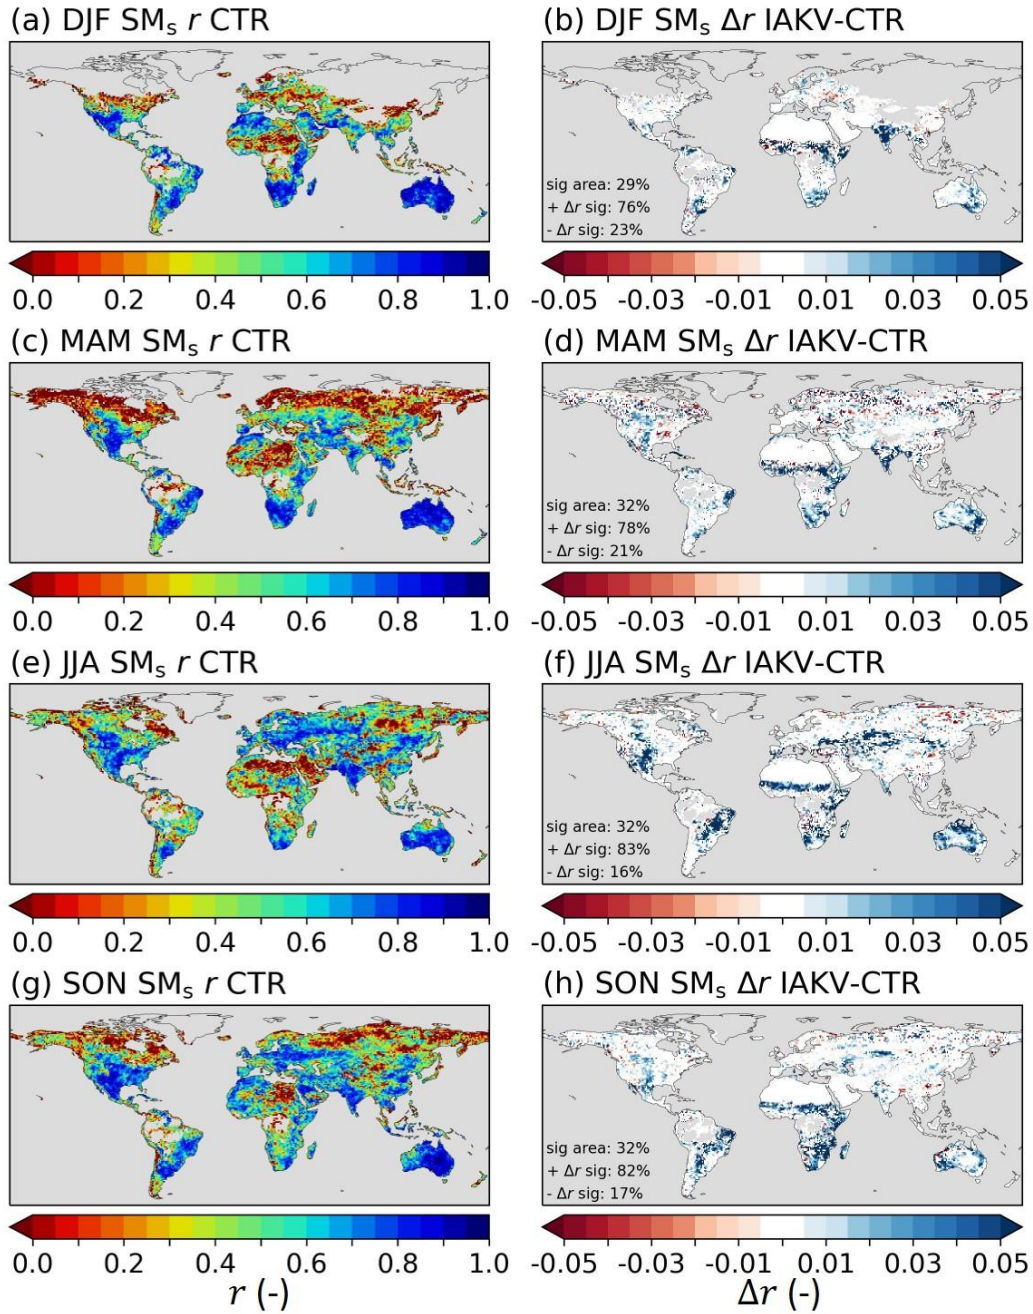 (a) DJF SMₛ r CTR
(b) DJF SMₛ Δr IAKV-CTR
sig area: 29%
+ Δr sig: 76%
- Δr sig: 23%
0.0 0.2 0.4 0.6 0.8 1.0
-0.05 -0.03 -0.01 0.01 0.03 0.05
(c) MAM SMₛ r CTR
(d) MAM SMₛ Δr IAKV-CTR
sig area: 32%
+ Δr sig: 78%
- Δr sig: 21%
0.0 0.2 0.4 0.6 0.8 1.0
-0.05 -0.03 -0.01 0.01 0.03 0.05
(e) JJA SMₛ r CTR
(f) JJA SMₛ Δr IAKV-CTR
sig area: 32%
+ Δr sig: 83%
- Δr sig: 16%
0.0 0.2 0.4 0.6 0.8 1.0
-0.05 -0.03 -0.01 0.01 0.03 0.05
(g) SON SMₛ r CTR
(h) SON SMₛ Δr IAKV-CTR
sig area: 32%
+ Δr sig: 82%
- Δr sig: 17%
0.0 0.2 0.4 0.6 0.8 1.0
-0.05 -0.03 -0.01 0.01 0.03 0.05
r (-)
Δr (-)